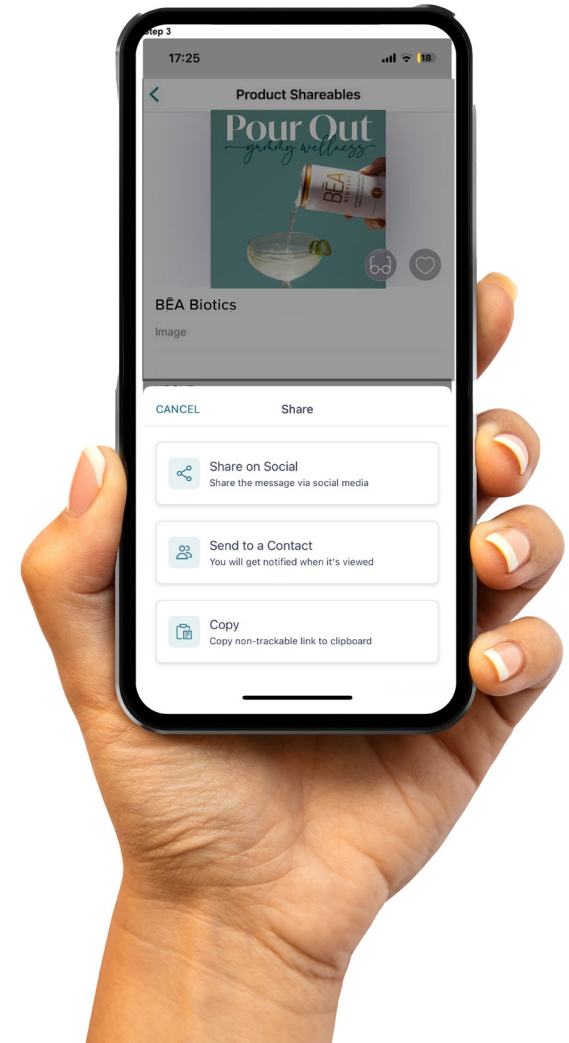 Step 3
17:25
18
Product Shareables
Pour Out
yummy wellness
BĒA
BIOTICS
BĒA Biotics
Image
CANCEL
Share
Share on Social
Share the message via social media
Send to a Contact
You will get notified when it's viewed
Copy
Copy non-trackable link to clipboard